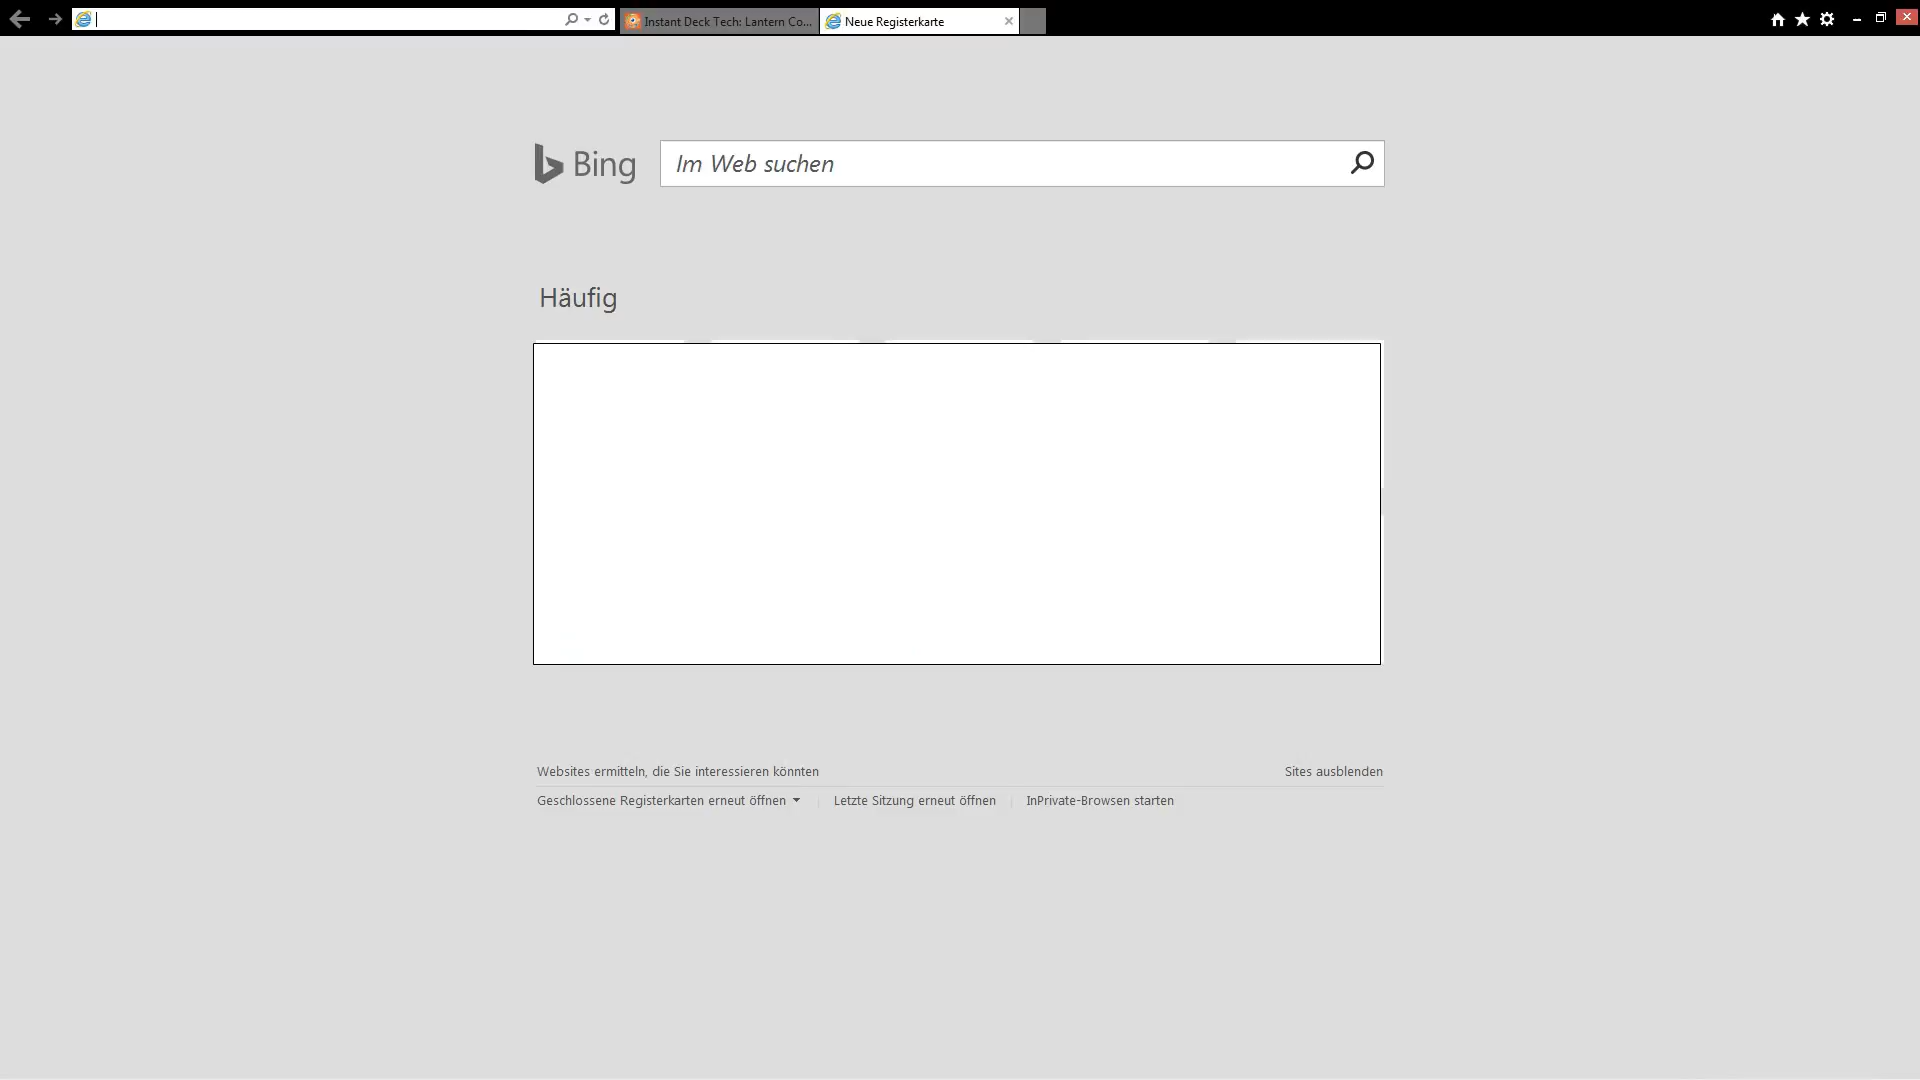 Instant Deck Tech: Lantern Co...
Neue Registerkarte
Bing
Im Web suchen
Häufig
Websites ermitteln, die Sie interessieren könnten
Sites ausblenden
Geschlossene Registerkarten erneut öffnen
Letzte Sitzung erneut öffnen
InPrivate-Browsen starten